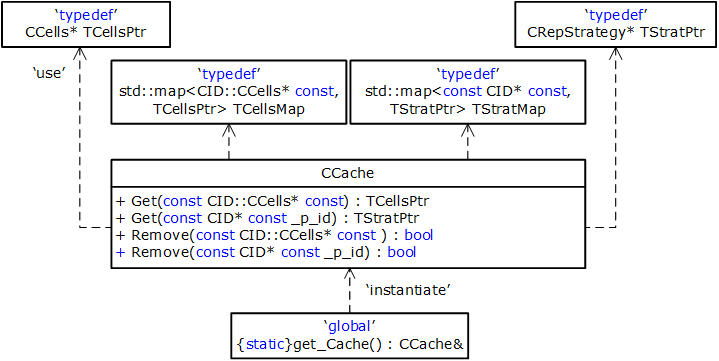 ‘typedef’
CCells* TCellsPtr
‘typedef’
CRepStrategy* TStratPtr
‘use’
‘typedef’
std::map<CID::CCells* const,
TCellsPtr> TCellsMap
‘typedef’
std::map<const CID* const,
TStratPtr> TStratMap
CCache
+ Get(const CID::CCells* const) : TCellsPtr
+ Get(const CID* const _p_id) : TStratPtr
+ Remove(const CID::CCells* const ) : bool
+ Remove(const CID* const _p_id) : bool
‘instantiate’
‘global’
{static}get_Cache() : CCache&